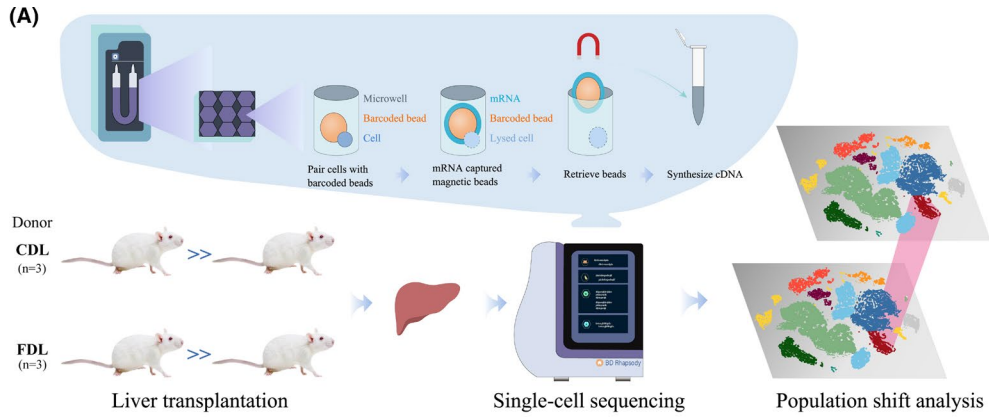 (A)
Microwell
Barcoded bead
Cell
mRNA
Barcoded bead
Lysed cell
Pair cells with
barcoded beads
mRNA captured
magnetic beads
Retrieve beads
Synthesize cDNA
Donor
CDL
(n=3)
>>
FDL
(n=3)
>>
BD Rhapsody
Liver transplantation
Single-cell sequencing
Population shift analysis